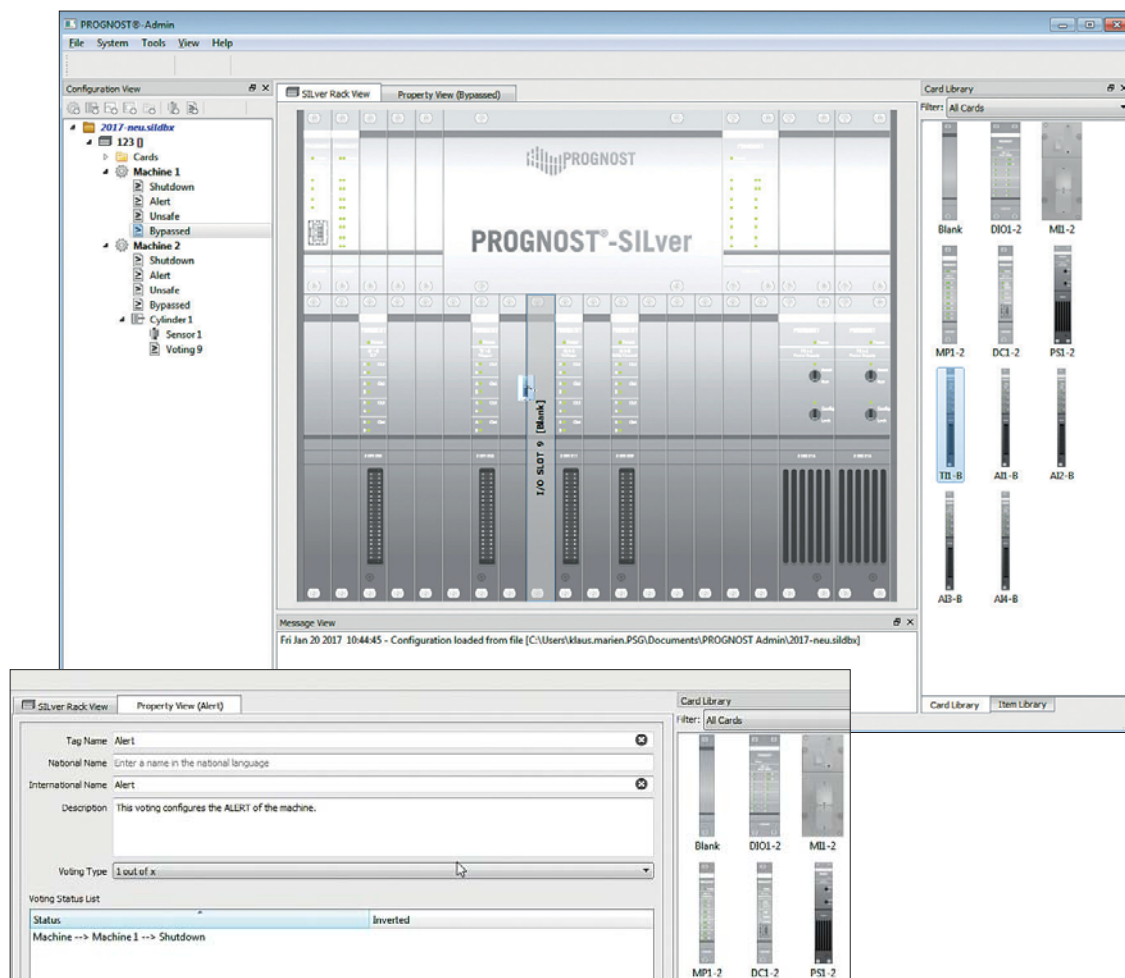 PROGNOST®-Admin
File System Tools View Help
Configuration View
2017-neu.sildbx
123 []
Cards
Machine 1
Shutdown
Alert
Unsafe
Bypassed
Machine 2
Shutdown
Alert
Unsafe
Bypassed
Cylinder 1
Sensor 1
Voting 9
SILver Rack View Property View (Bypassed)
PROGNOST
PROGNOST®-SILver
I/O SLOT 9 [Blank]
Card Library
Filter: All Cards
Blank DIO1-2 MI1-2
MP1-2 DC1-2 PS1-2
TI1-B AI1-B AI2-B
AI3-B AI4-B
Card Library Item Library
Message View
Fri Jan 20 2017 10:44:45 - Configuration loaded from file [C:\Users\klaus.marien.PSG\Documents\PROGNOST Admin\2017-neu.sildbx]
SILver Rack View Property View (Alert)
Tag Name Alert
National Name Enter a name in the national language
International Name Alert
Description This voting configures the ALERT of the machine.
Voting Type 1 out of x
Voting Status List
Status Inverted
Machine --> Machine 1 --> Shutdown
Card Library
Filter: All Cards
Blank DIO1-2 MI1-2
MP1-2 DC1-2 PS1-2